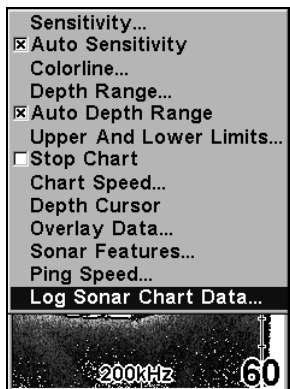 Sensitivity...
Auto Sensitivity
Colorline...
Depth Range...
Auto Depth Range
Upper And Lower Limits...
Stop Chart
Chart Speed...
Depth Cursor
Overlay Data...
Sonar Features...
Ping Speed...
Log Sonar Chart Data...
200kHz 60